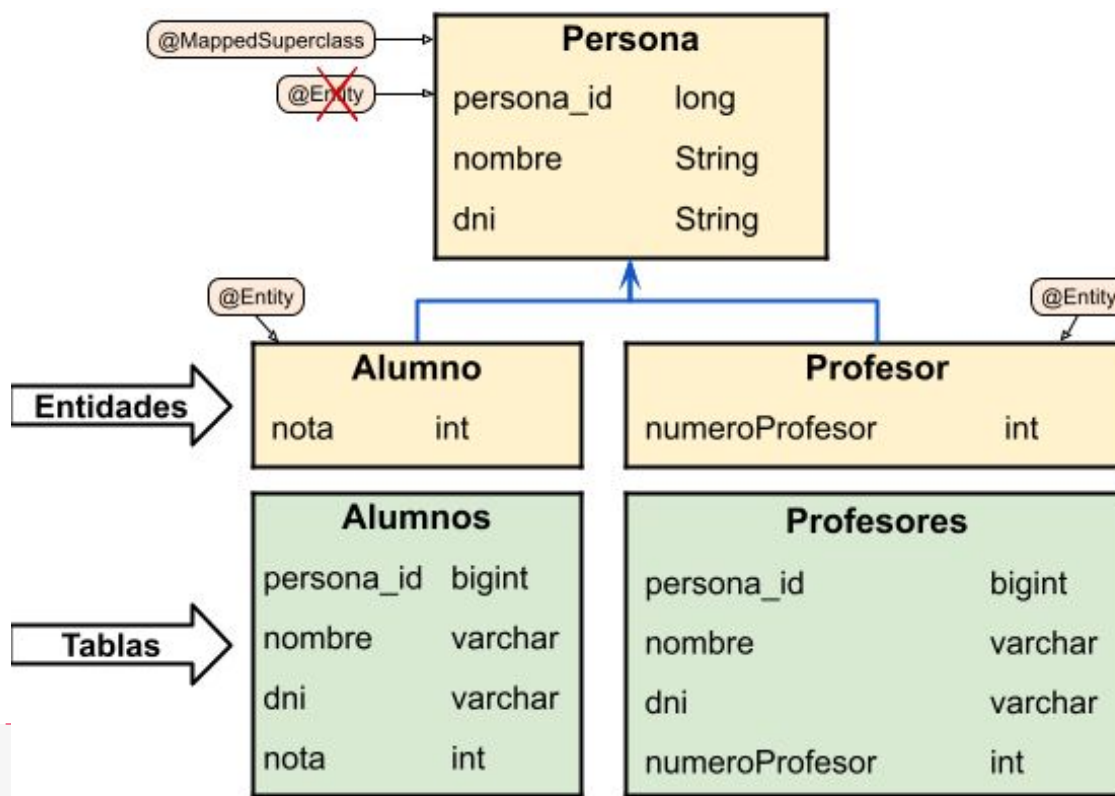 @MappedSuperclass
Persona
@Entity
persona_id long
nombre String
dni String
@Entity
@Entity
Entidades
Alumno
nota int
Profesor
numeroProfesor int
Tablas
Alumnos
persona_id bigint
nombre varchar
dni varchar
nota int
Profesores
persona_id bigint
nombre varchar
dni varchar
numeroProfesor int